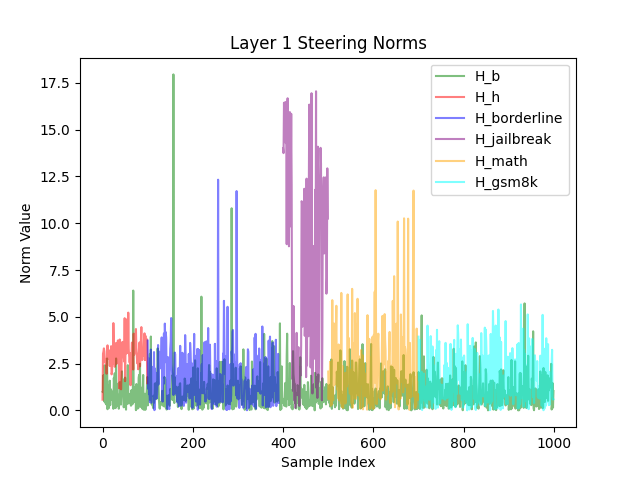 Layer 1 Steering Norms
Norm Value
17.5
15.0
12.5
10.0
7.5
5.0
2.5
0.0
H_b
H_h
H_borderline
H_jailbreak
H_math
H_gsm8k
0 200 400 600 800 1000
Sample Index